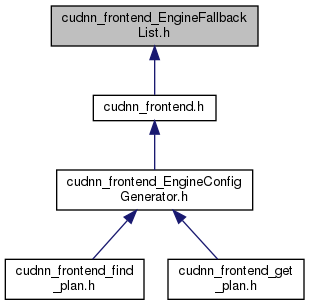 cudnn_frontend_EngineFallback
List.h
cudnn_frontend.h
cudnn_frontend_EngineConfig
Generator.h
cudnn_frontend_find
_plan.h
cudnn_frontend_get
_plan.h